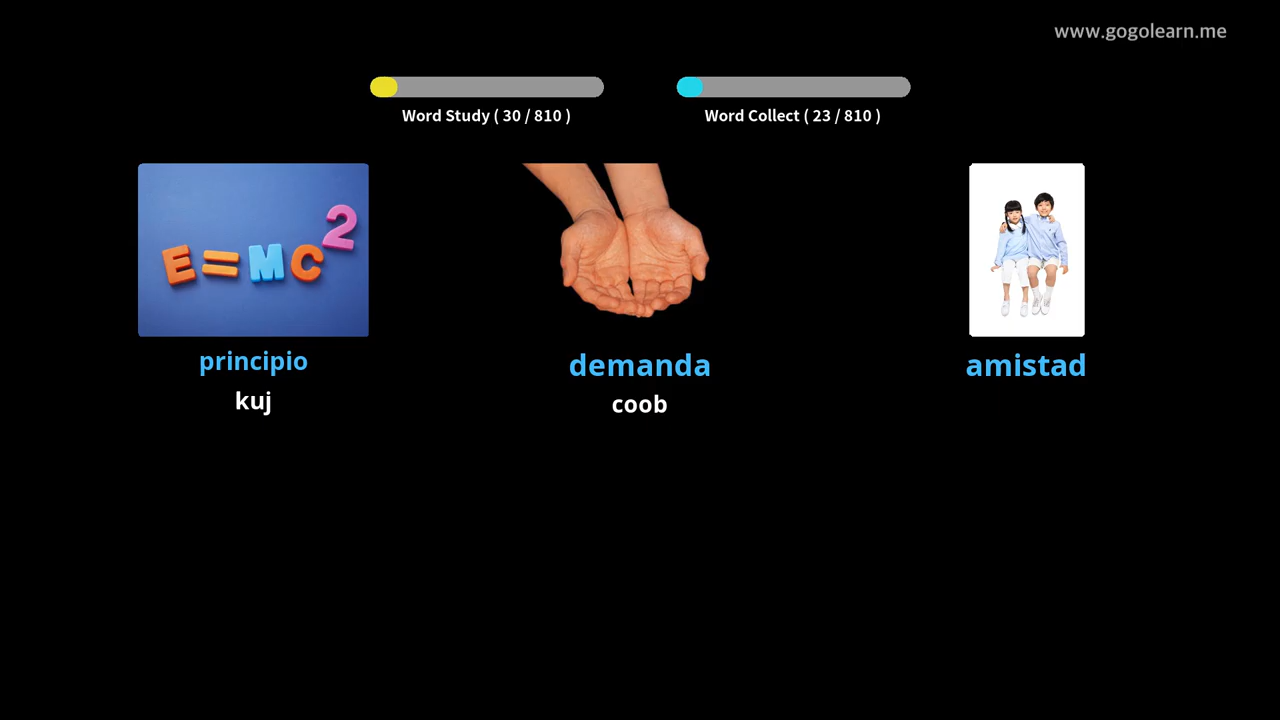 www.gogolearn.me
Word Study ( 30 / 810 )
Word Collect ( 23 / 810 )
E=MC2
principio
demanda
amistad
kuj
coob